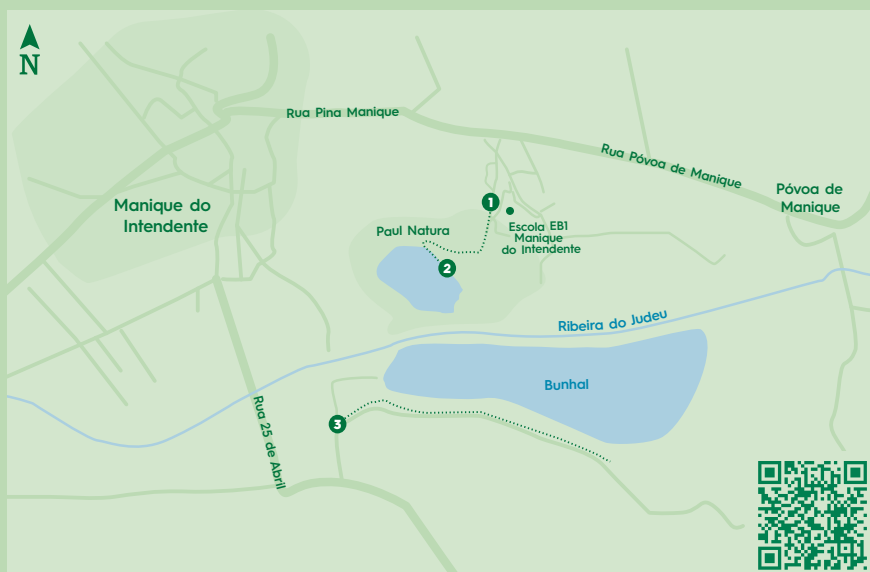 N
Rua Pina Manique
Rua Póvoa de Manique
Póvoa de
Manique
Manique do
Intendente
1
Escola EB1
Manique
do Intendente
Paul Natura
2
Ribeira do Judeu
Bunhal
Rua 25 de Abril
3